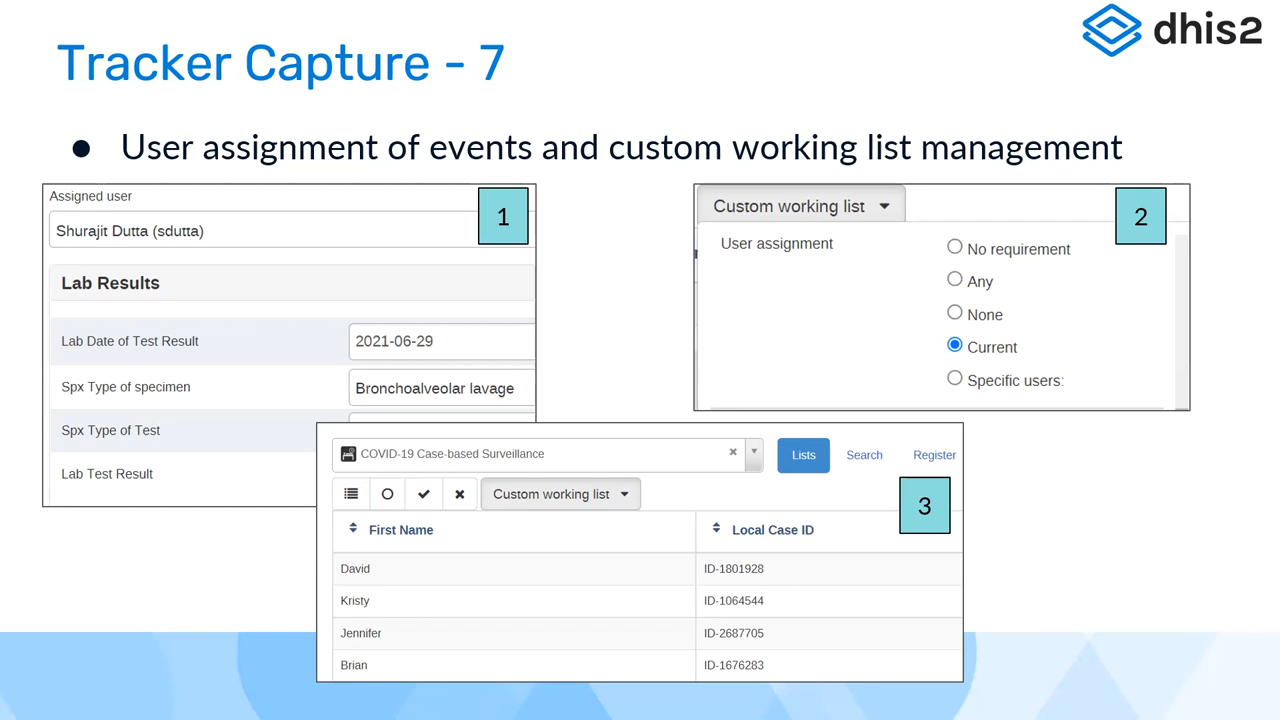 dhis2
Tracker Capture - 7
● User assignment of events and custom working list management
Assigned user
1
Shurajit Dutta (sdutta)
Lab Results
Lab Date of Test Result 2021-06-29
Spx Type of specimen Bronchoalveolar lavage
Spx Type of Test
Lab Test Result
Custom working list
2
User assignment
No requirement
Any
None
Current
Specific users:
COVID-19 Case-based Surveillance
Lists Search Register
Custom working list
3
First Name Local Case ID
David ID-1801928
Kristy ID-1064544
Jennifer ID-2687705
Brian ID-1676283